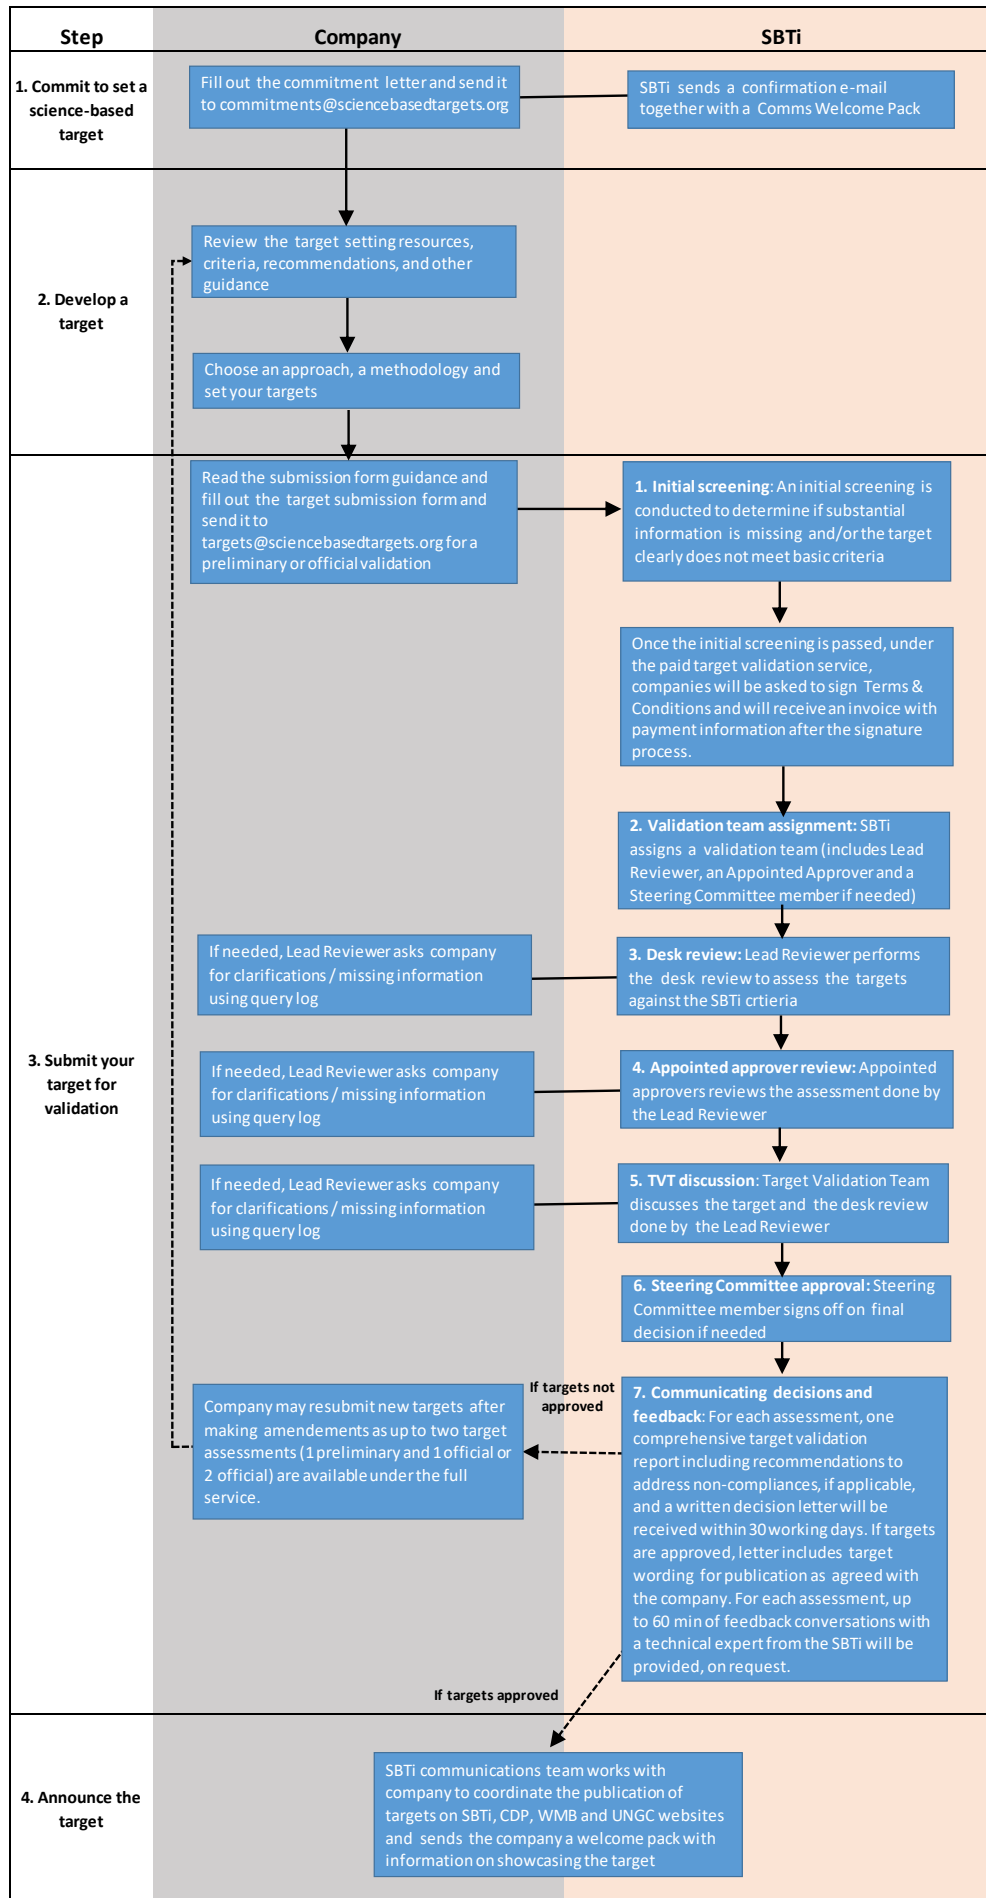 Step
Company
SBTi
1. Commit to set a
science-based
target
Fill out the commitment letter and send it
to commitments@sciencebasedtargets.org
SBTi sends a confirmation e-mail
together with a Comms Welcome Pack
2. Develop a
target
Review the target setting resources,
criteria, recommendations, and other
guidance
Choose an approach, a methodology and
set your targets
3. Submit your
target for
validation
Read the submission form guidance and
fill out the target submission form and
send it to
targets@sciencebasedtargets.org for a
preliminary or official validation
1. Initial screening: An initial screening is
conducted to determine if substantial
information is missing and/or the target
clearly does not meet basic criteria
Once the initial screening is passed, under
the paid target validation service,
companies will be asked to sign Terms &
Conditions and will receive an invoice with
payment information after the signature
process.
2. Validation team assignment: SBTi
assigns a validation team (includes Lead
Reviewer, an Appointed Approver and a
Steering Committee member if needed)
If needed, Lead Reviewer asks company
for clarifications / missing information
using query log
3. Desk review: Lead Reviewer performs
the desk review to assess the targets
against the SBTi crtieria
If needed, Lead Reviewer asks company
for clarifications / missing information
using query log
4. Appointed approver review: Appointed
approvers reviews the assessment done by
the Lead Reviewer
If needed, Lead Reviewer asks company
for clarifications / missing information
using query log
5. TVT discussion: Target Validation Team
discusses the target and the desk review
done by the Lead Reviewer
6. Steering Committee approval: Steering
Committee member signs off on final
decision if needed
If targets not
approved
Company may resubmit new targets after
making amendements as up to two target
assessments (1 preliminary and 1 official or
2 official) are available under the full
service.
7. Communicating decisions and
feedback: For each assessment, one
comprehensive target validation
report including recommendations to
address non-compliances, if applicable,
and a written decision letter will be
received within 30 working days. If targets
are approved, letter includes target
wording for publication as agreed with
the company. For each assessment, up
to 60 min of feedback conversations with
a technical expert from the SBTi will be
provided, on request.
If targets approved
4. Announce the
target
SBTi communications team works with
company to coordinate the publication of
targets on SBTi, CDP, WMB and UNGC websites
and sends the company a welcome pack with
information on showcasing the target